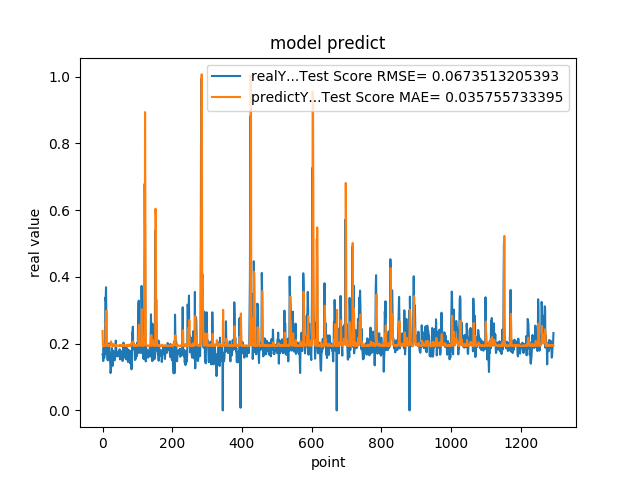 model predict
realY...Test Score RMSE= 0.0673513205393
predictY...Test Score MAE= 0.035755733395
1.0
0.8
0.6
0.4
0.2
0.0
real value
0 200 400 600 800 1000 1200
point